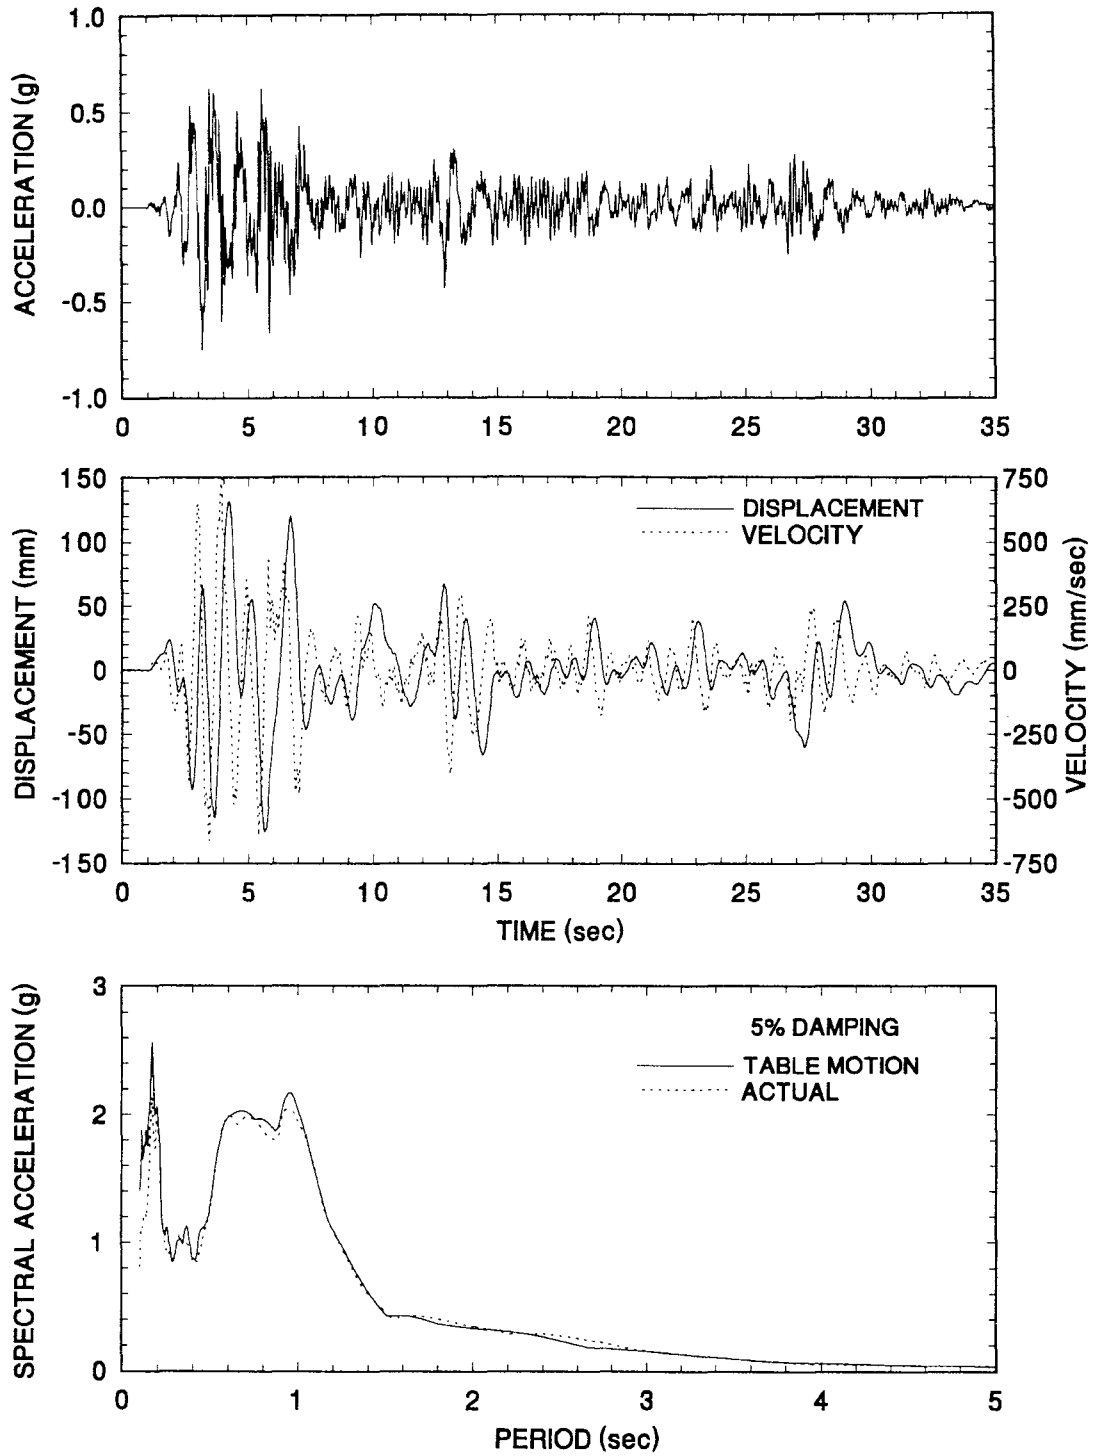 ACCELERATION (g)
1.0
0.5
0.0
-0.5
-1.0
0 5 10 15 20 25 30 35
DISPLACEMENT (mm)
150
100
50
0
-50
-100
-150
DISPLACEMENT
VELOCITY
750
500
250
0
-250
-500
-750
VELOCITY (mm/sec)
0 5 10 15 20 25 30 35
TIME (sec)
SPECTRAL ACCELERATION (g)
3
2
1
0
5% DAMPING
TABLE MOTION
ACTUAL
0 1 2 3 4 5
PERIOD (sec)